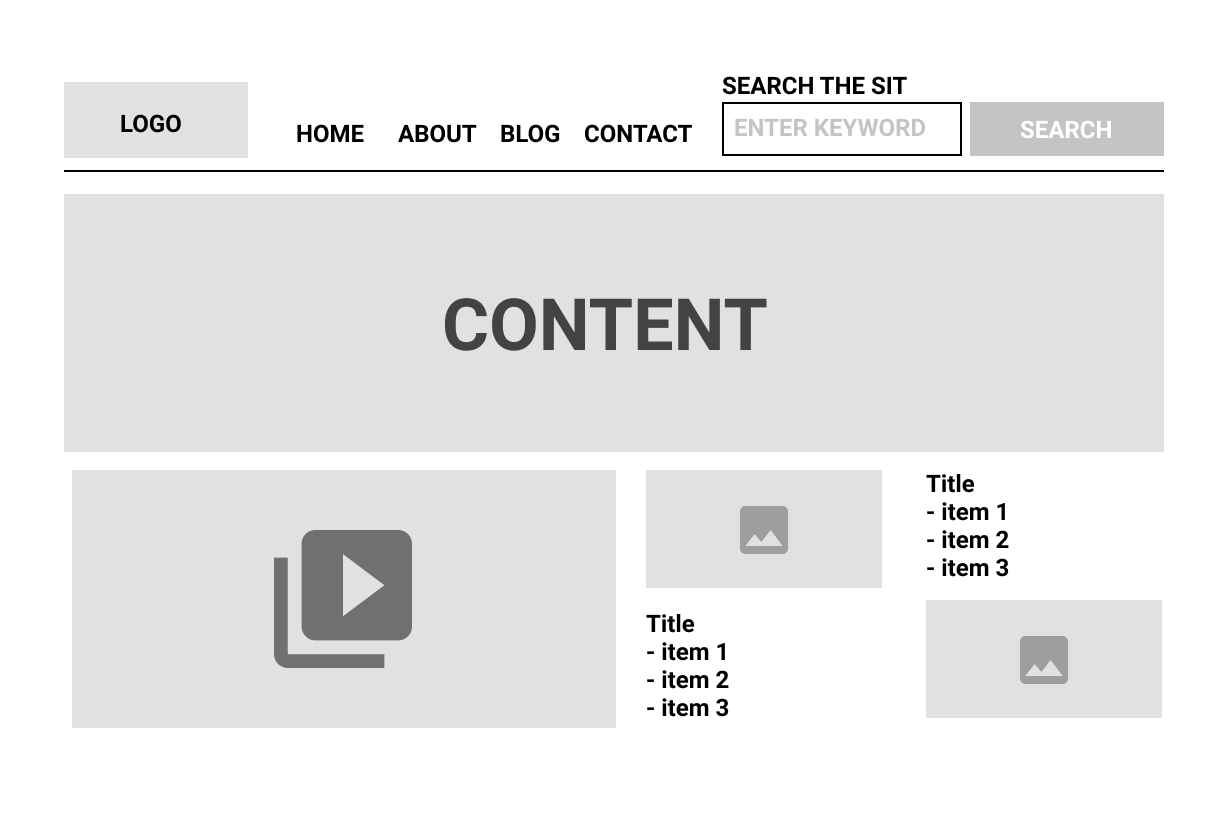 LOGO
HOME ABOUT BLOG CONTACT
SEARCH THE SIT
ENTER KEYWORD
SEARCH
CONTENT
Title
- item 1
- item 2
- item 3
Title
- item 1
- item 2
- item 3